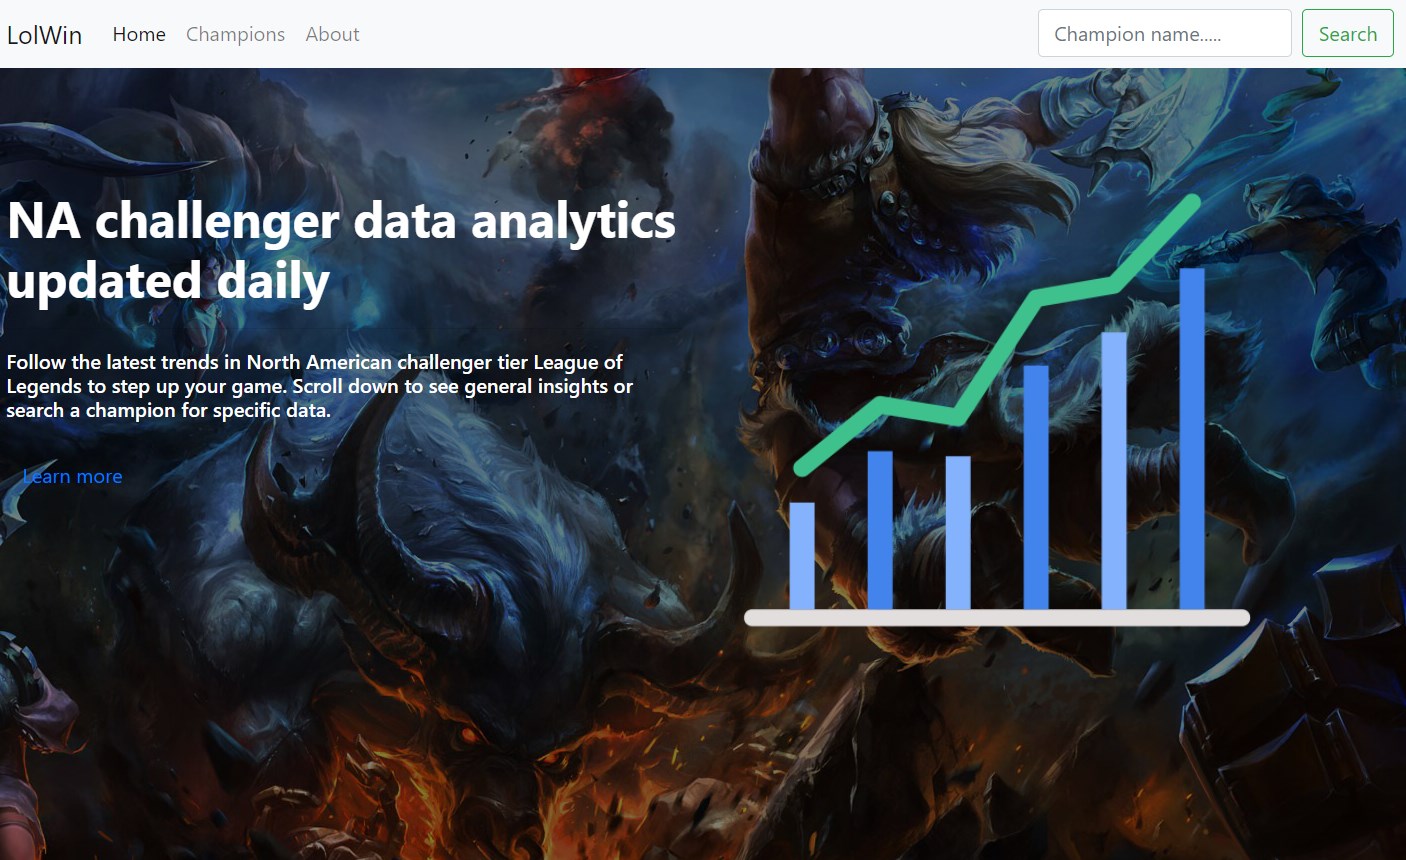 LolWin Home Champions About Champion name..... Search
NA challenger data analytics
updated daily
Follow the latest trends in North American challenger tier League of
Legends to step up your game. Scroll down to see general insights or
search a champion for specific data.
Learn more